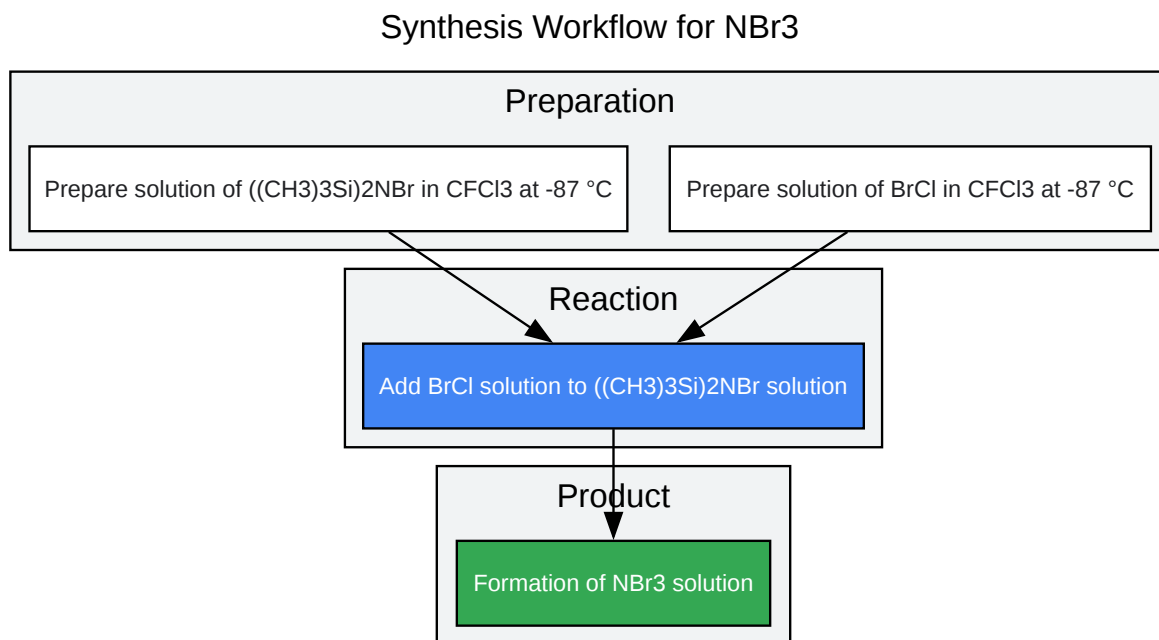 Synthesis Workflow for NBr3
Preparation
Prepare solution of ((CH3)3Si)2NBr in CFCl3 at -87 °C
Prepare solution of BrCl in CFCl3 at -87 °C
Reaction
Add BrCl solution to ((CH3)3Si)2NBr solution
Product
Formation of NBr3 solution